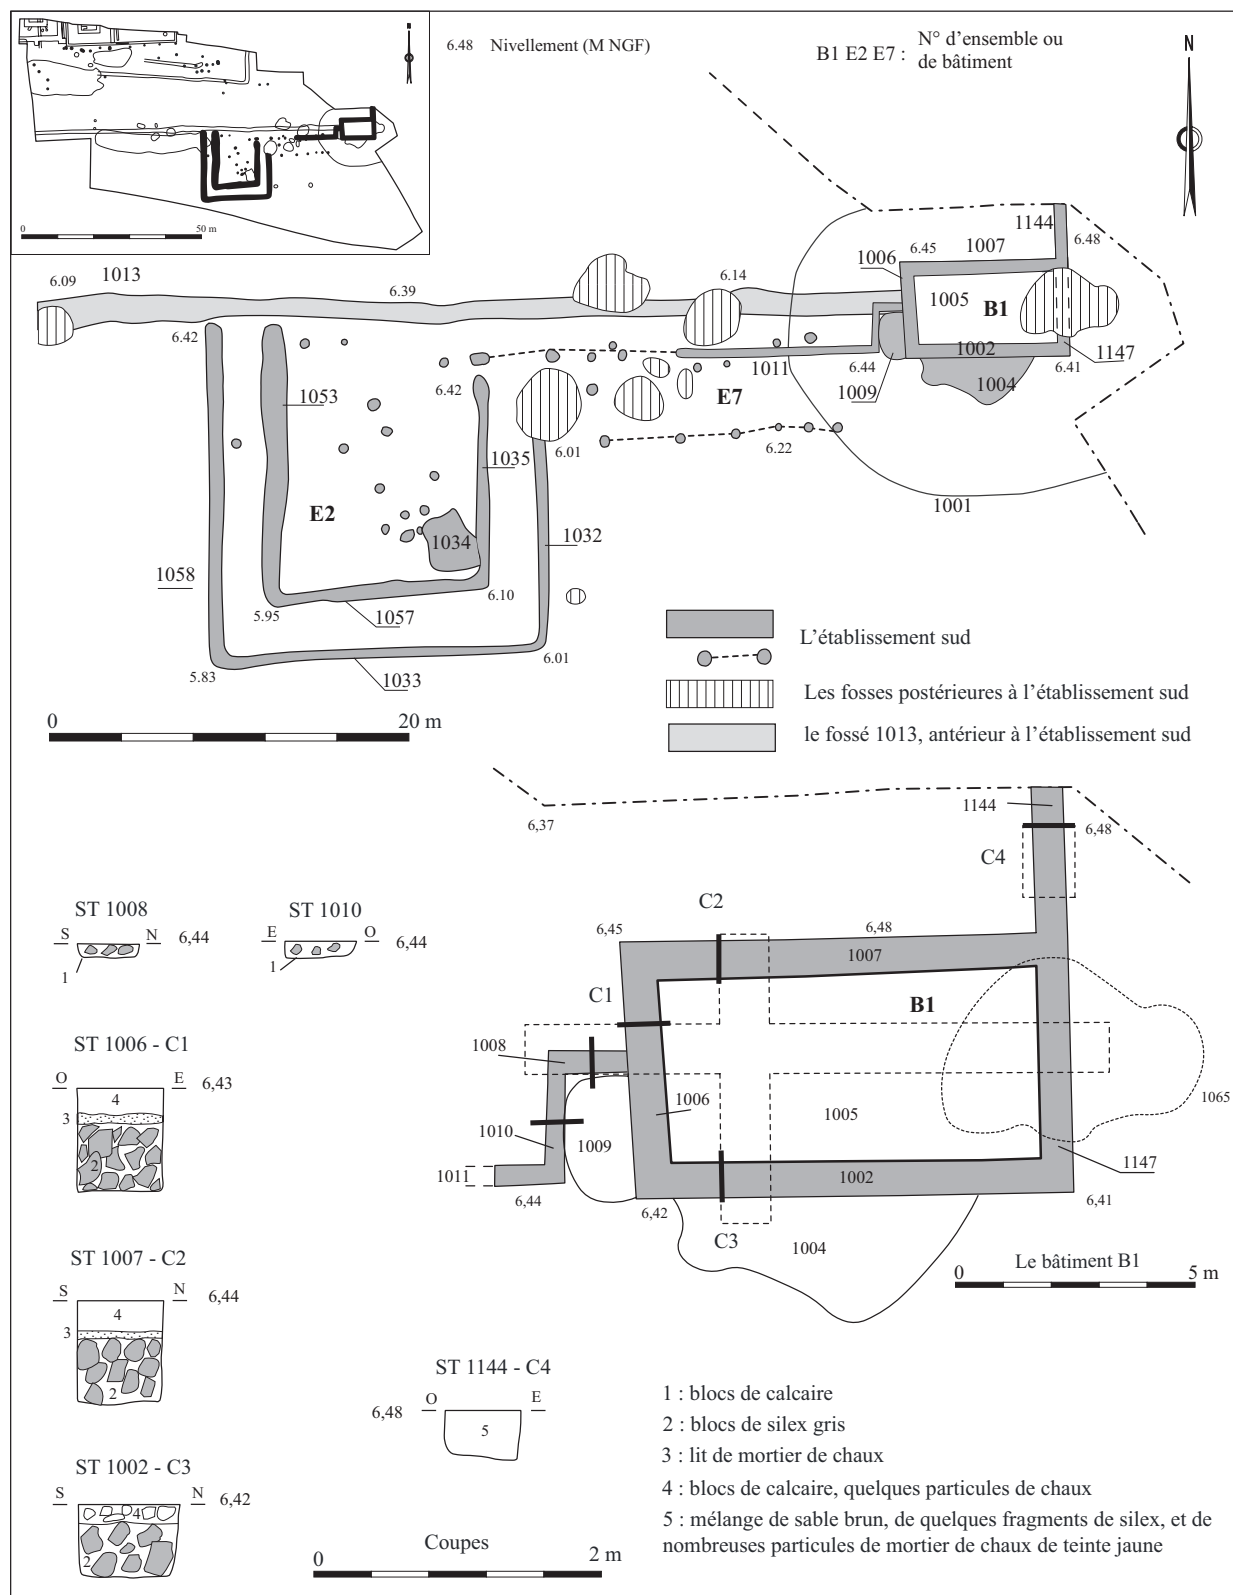 N
0
50 m
6.48 Nivellement (M NGF)
B1 E2 E7 : N° d’ensemble ou
de bâtiment
N
1144
6.48
6.45
1007
1006
1005
B1
6.09
1013
6.39
6.14
6.42
1002
1147
6.44
6.41
1011
1009
1004
1053
6.42
E7
6.01
6.22
1035
1001
E2
1034
1032
1058
5.95
6.10
1057
6.01
5.83
1033
0
20 m
L’établissement sud
Les fosses postérieures à l’établissement sud
le fossé 1013, antérieur à l’établissement sud
1144
6,37
6,48
C4
C2
6,45
6,48
1007
C1
B1
1008
1006
1005
1065
1010
1009
1011
1002
1147
6,44
6,42
6,41
C3
1004
Le bâtiment B1
0
5 m
ST 1008
S
N
6,44
1
ST 1010
E
O
6,44
1
ST 1006 - C1
O
E
6,43
4
3
2
ST 1007 - C2
S
N
6,44
4
3
2
ST 1144 - C4
O
E
6,48
5
ST 1002 - C3
S
N
6,42
4
2
Coupes
0
2 m
1 : blocs de calcaire
2 : blocs de silex gris
3 : lit de mortier de chaux
4 : blocs de calcaire, quelques particules de chaux
5 : mélange de sable brun, de quelques fragments de silex, et de
nombreuses particules de mortier de chaux de teinte jaune